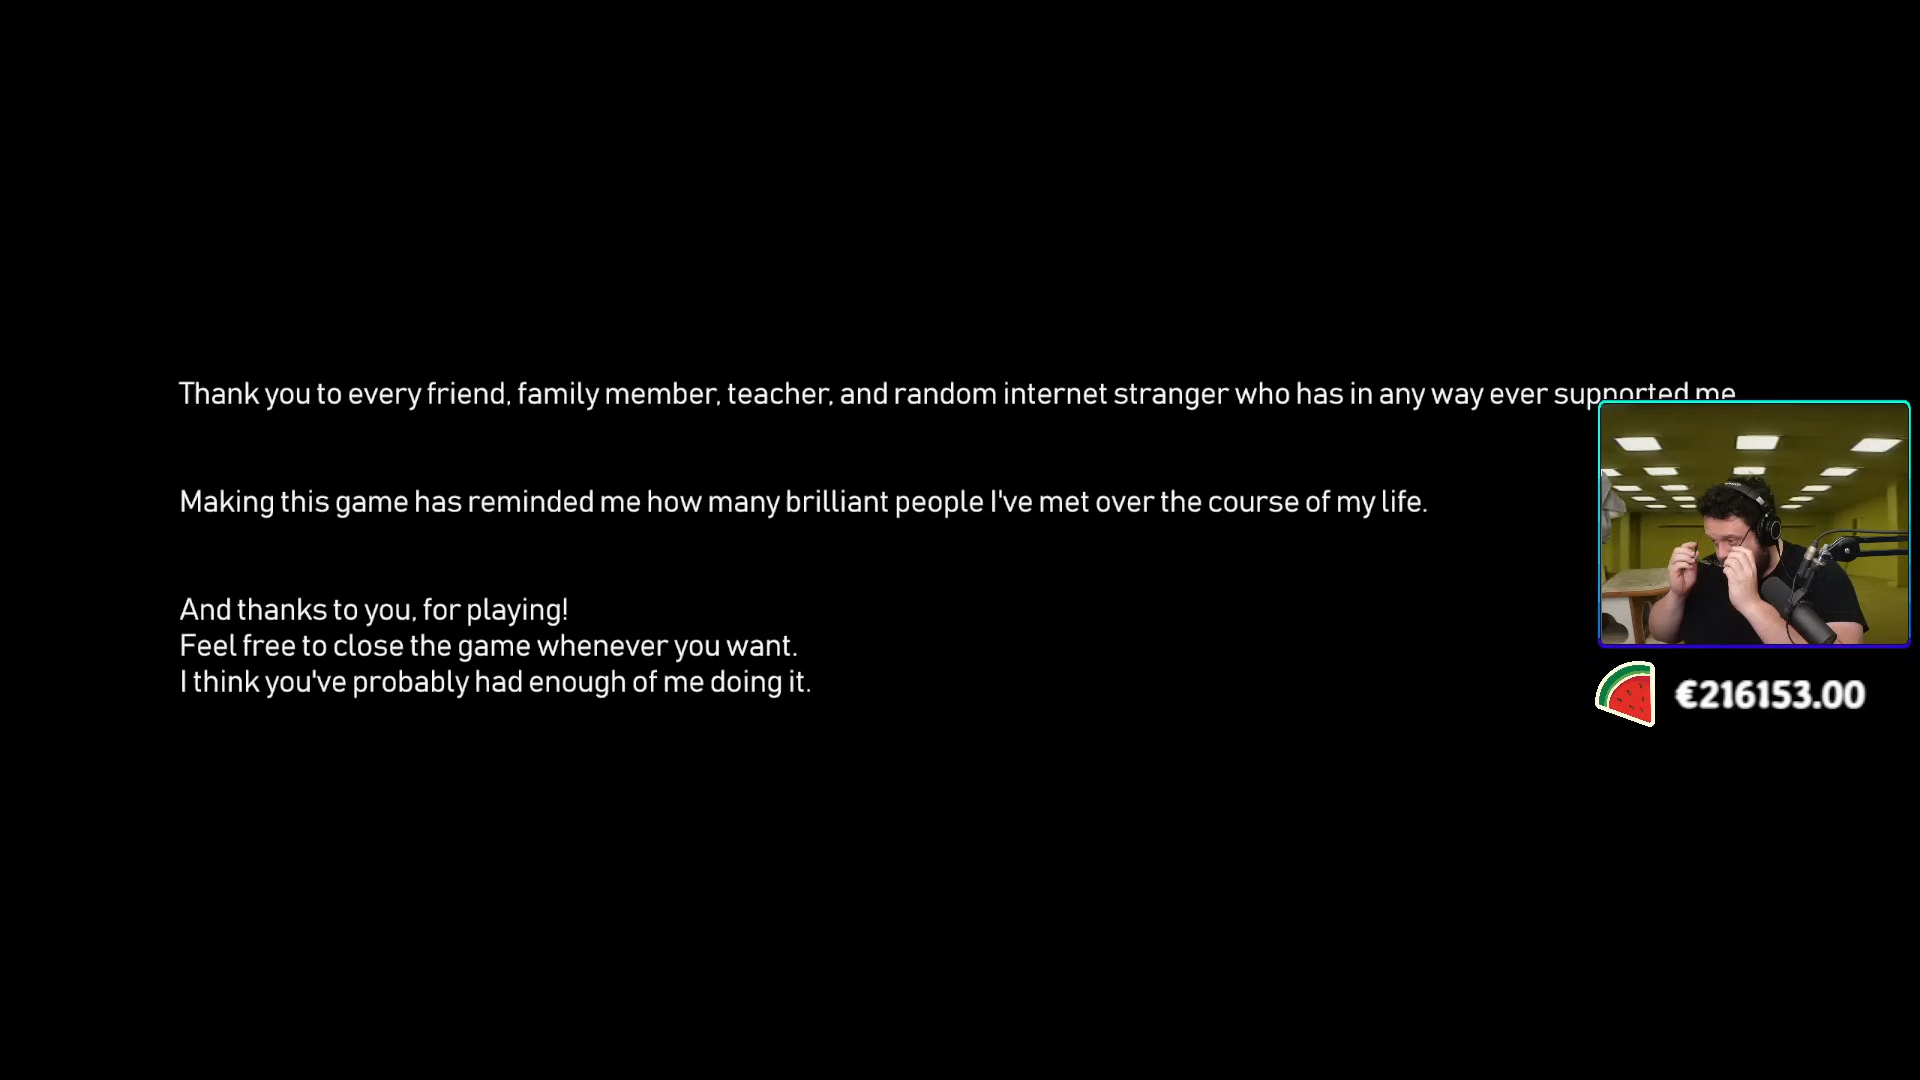 Thank you to every friend, family member, teacher, and random internet stranger who has in any way ever supported me
Making this game has reminded me how many brilliant people I've met over the course of my life.
And thanks to you, for playing!
Feel free to close the game whenever you want.
I think you've probably had enough of me doing it.
€216153.00